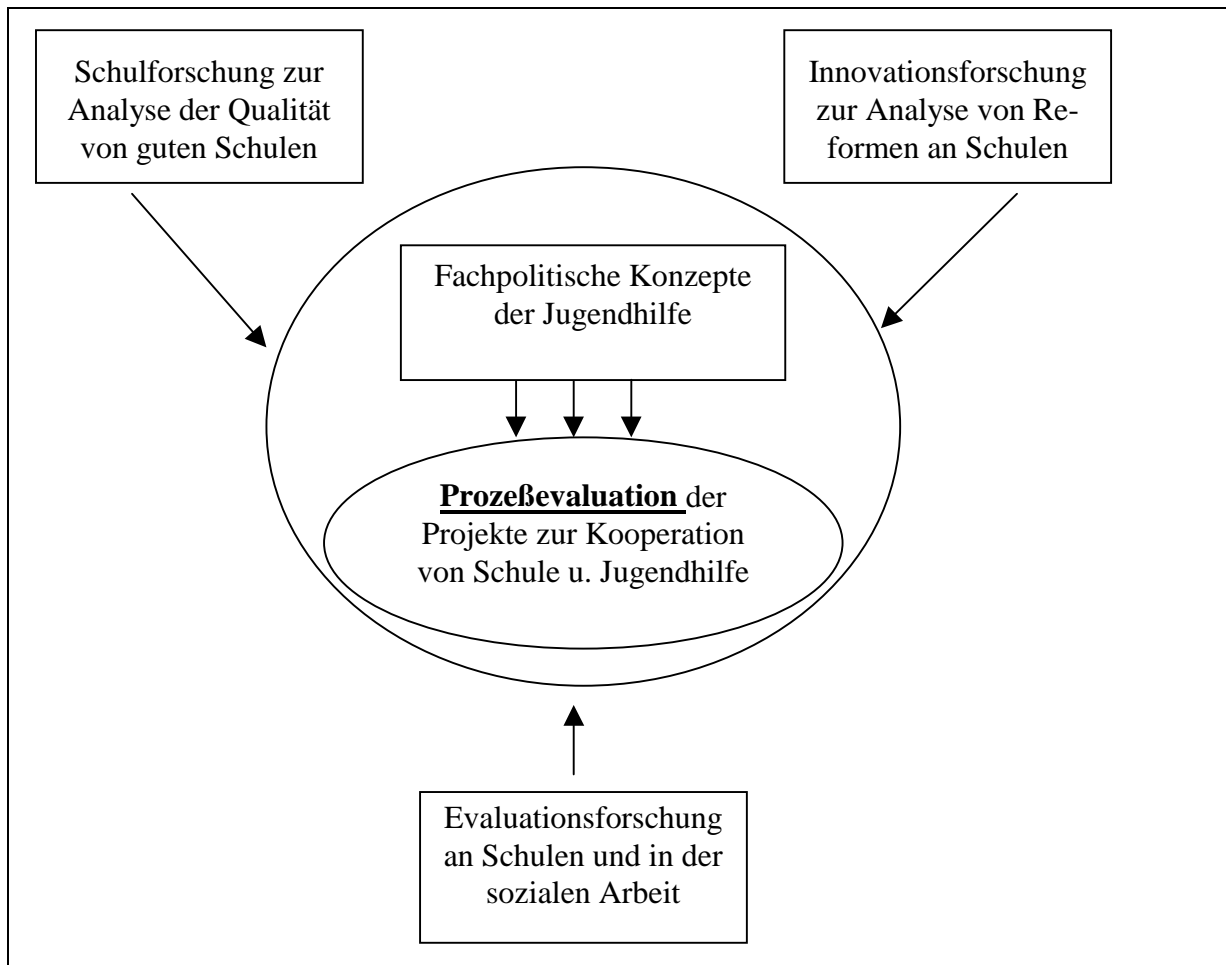 Schulforschung zur
Analyse der Qualität
von guten Schulen
Innovationsforschung
zur Analyse von Re-
formen an Schulen
Fachpolitische Konzepte
der Jugendhilfe
Prozeßevaluation der
Projekte zur Kooperation
von Schule u. Jugendhilfe
Evaluationsforschung
an Schulen und in der
sozialen Arbeit